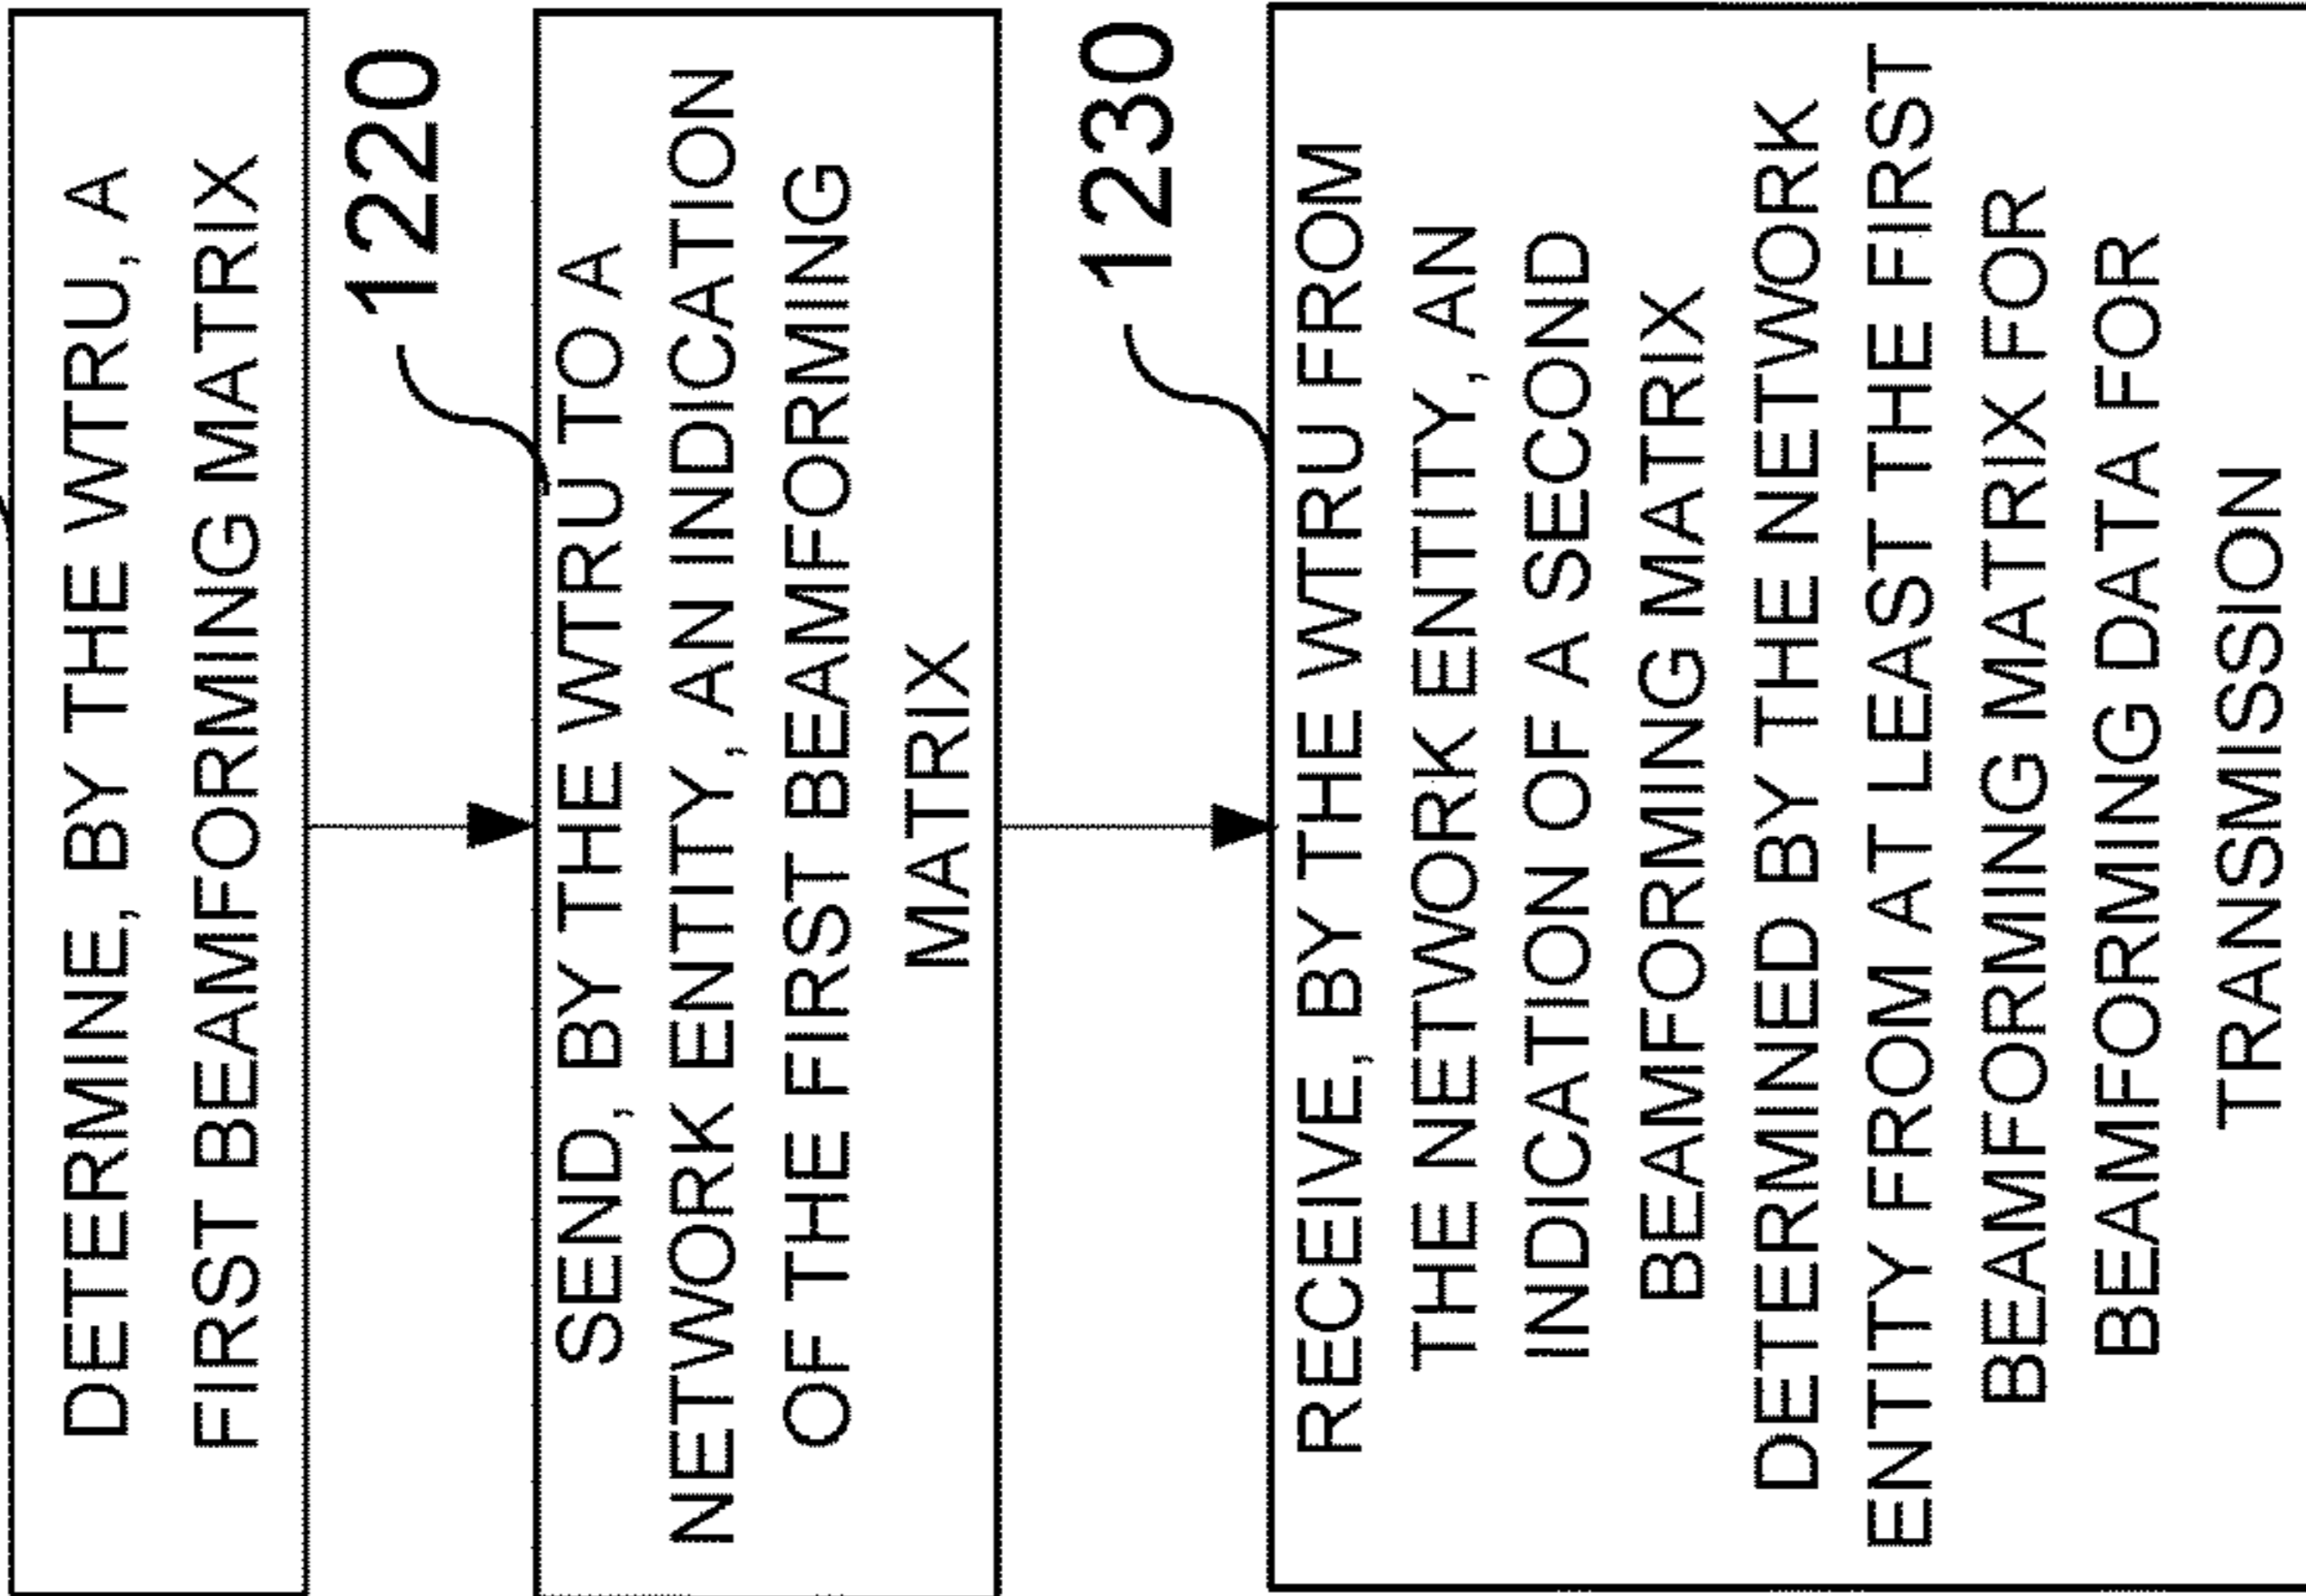 DETERMINE, BY THE WTRU, A
FIRST BEAMFORMING MATRIX
1220
SEND, BY THE WTRU TO A
NETWORK ENTITY, AN INDICATION
OF THE FIRST BEAMFORMING
MATRIX
1230
RECEIVE, BY THE WTRU FROM
THE NETWORK ENTITY, AN
INDICATION OF A SECOND
BEAMFORMING MATRIX
DETERMINED BY THE NETWORK
ENTITY FROM AT LEAST THE FIRST
BEAMFORMING MATRIX FOR
BEAMFORMING DATA FOR
TRANSMISSION